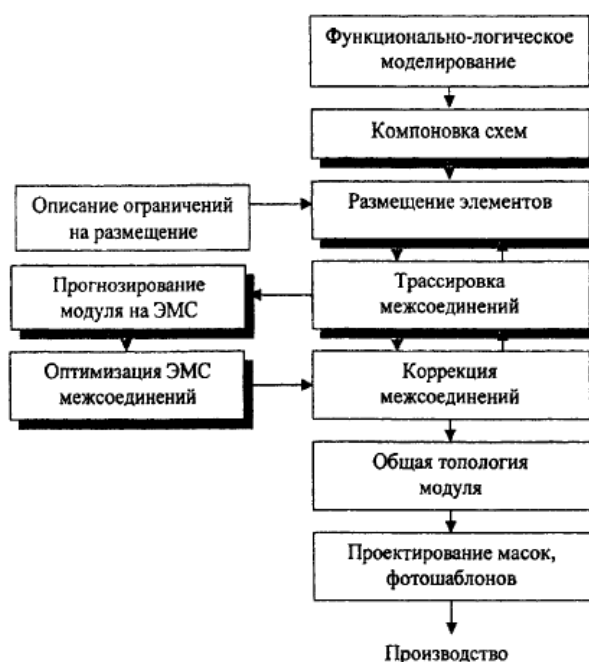 Функционально-логическое
моделирование
Компоновка схем
Описание ограничений
на размещение
Размещение элементов
Прогнозирование
модуля на ЭМС
Трассировка
межсоединений
Оптимизация ЭМС
межсоединений
Коррекция
межсоединений
Общая топология
модуля
Проектирование масок,
фотошаблонов
Производство